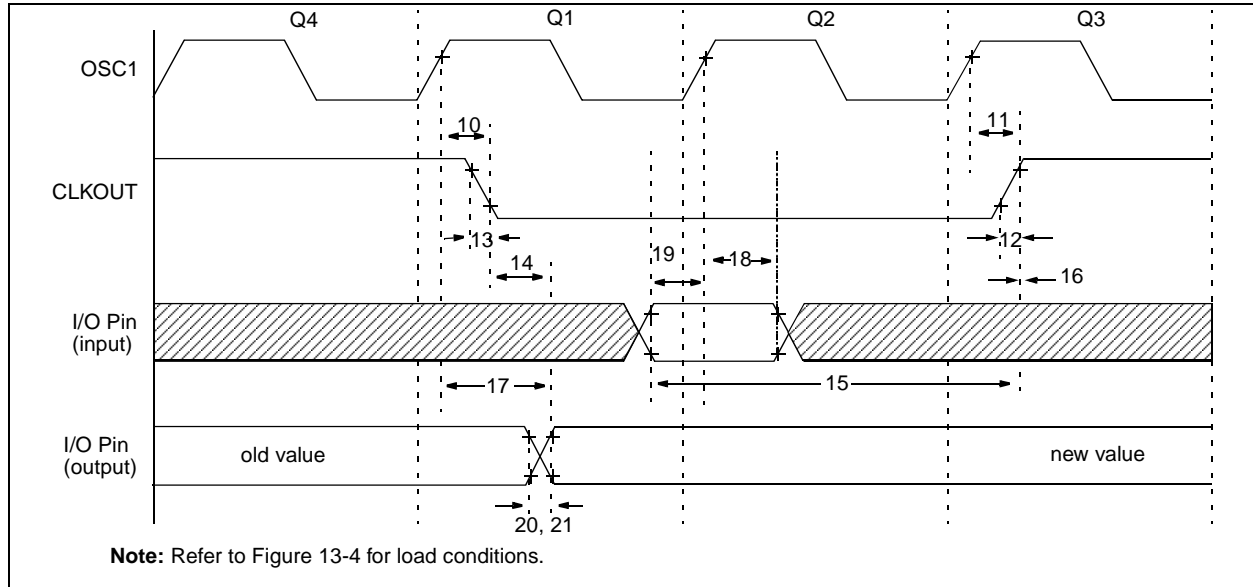 Q4 Q1 Q2 Q3
OSC1
10 11
CLKOUT
13 12
14 19 18 16
I/O Pin
(input)
17 15
I/O Pin
(output)
old value new value
20, 21
Note: Refer to Figure 13-4 for load conditions.